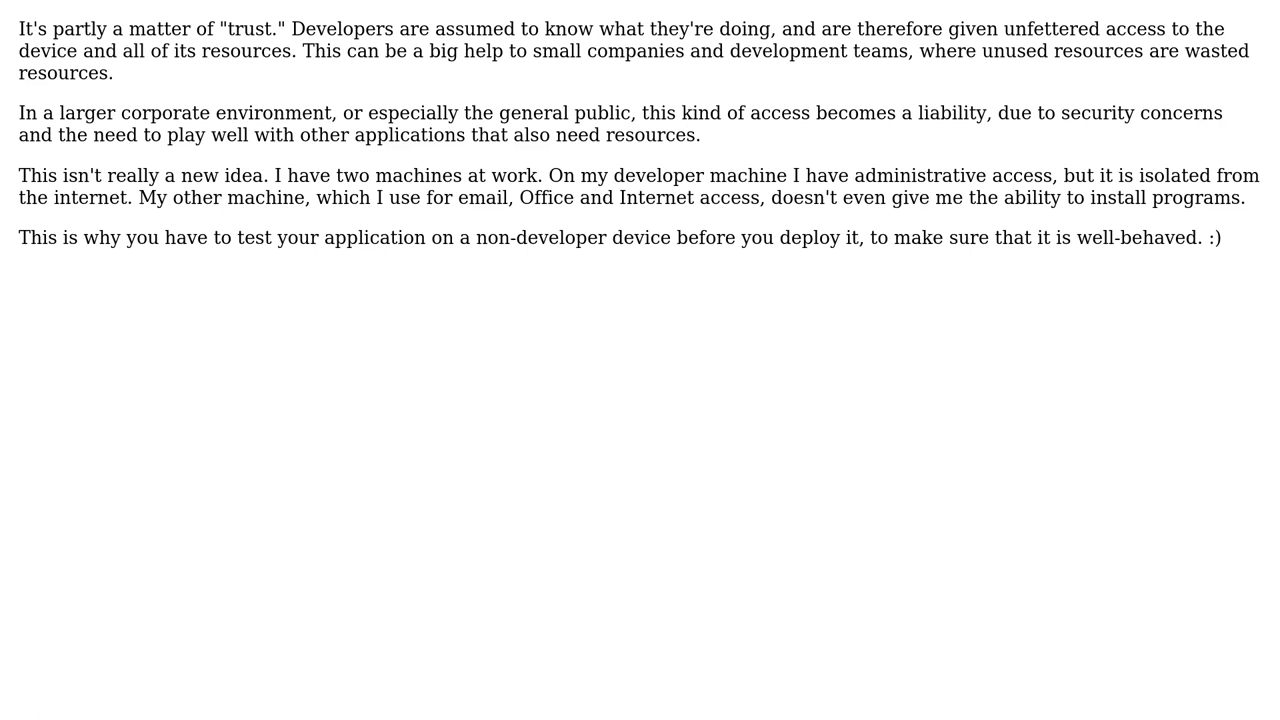 It's partly a matter of "trust." Developers are assumed to know what they're doing, and are therefore given unfettered access to the
device and all of its resources. This can be a big help to small companies and development teams, where unused resources are wasted
resources.
In a larger corporate environment, or especially the general public, this kind of access becomes a liability, due to security concerns
and the need to play well with other applications that also need resources.
This isn't really a new idea. I have two machines at work. On my developer machine I have administrative access, but it is isolated from
the internet. My other machine, which I use for email, Office and Internet access, doesn't even give me the ability to install programs.
This is why you have to test your application on a non-developer device before you deploy it, to make sure that it is well-behaved. :)